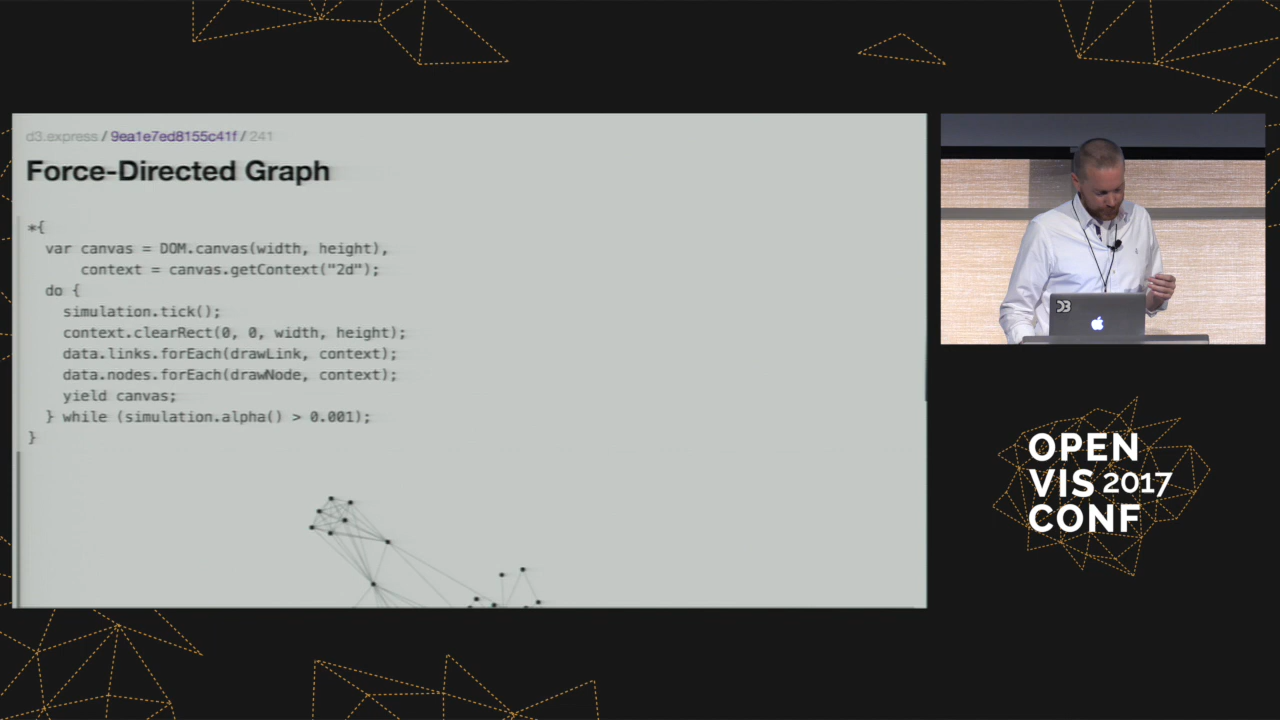 d3.express / 9ea1e7ed8155c41f / 241
Force-Directed Graph
*{
  var canvas = DOM.canvas(width, height),
      context = canvas.getContext("2d");
  do {
    simulation.tick();
    context.clearRect(0, 0, width, height);
    data.links.forEach(drawLink, context);
    data.nodes.forEach(drawNode, context);
    yield canvas;
  } while (simulation.alpha() > 0.001);
}
D3
OPEN
VIS 2017
CONF